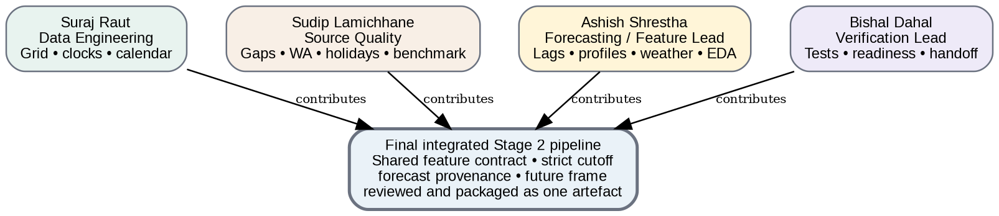 Suraj Raut
Data Engineering
Grid • clocks • calendar
Sudip Lamichhane
Source Quality
Gaps • WA • holidays • benchmark
Ashish Shrestha
Forecasting / Feature Lead
Lags • profiles • weather • EDA
Bishal Dahal
Verification Lead
Tests • readiness • handoff
contributes
contributes
contributes
contributes
Final integrated Stage 2 pipeline
Shared feature contract • strict cutoff
forecast provenance • future frame
reviewed and packaged as one artefact